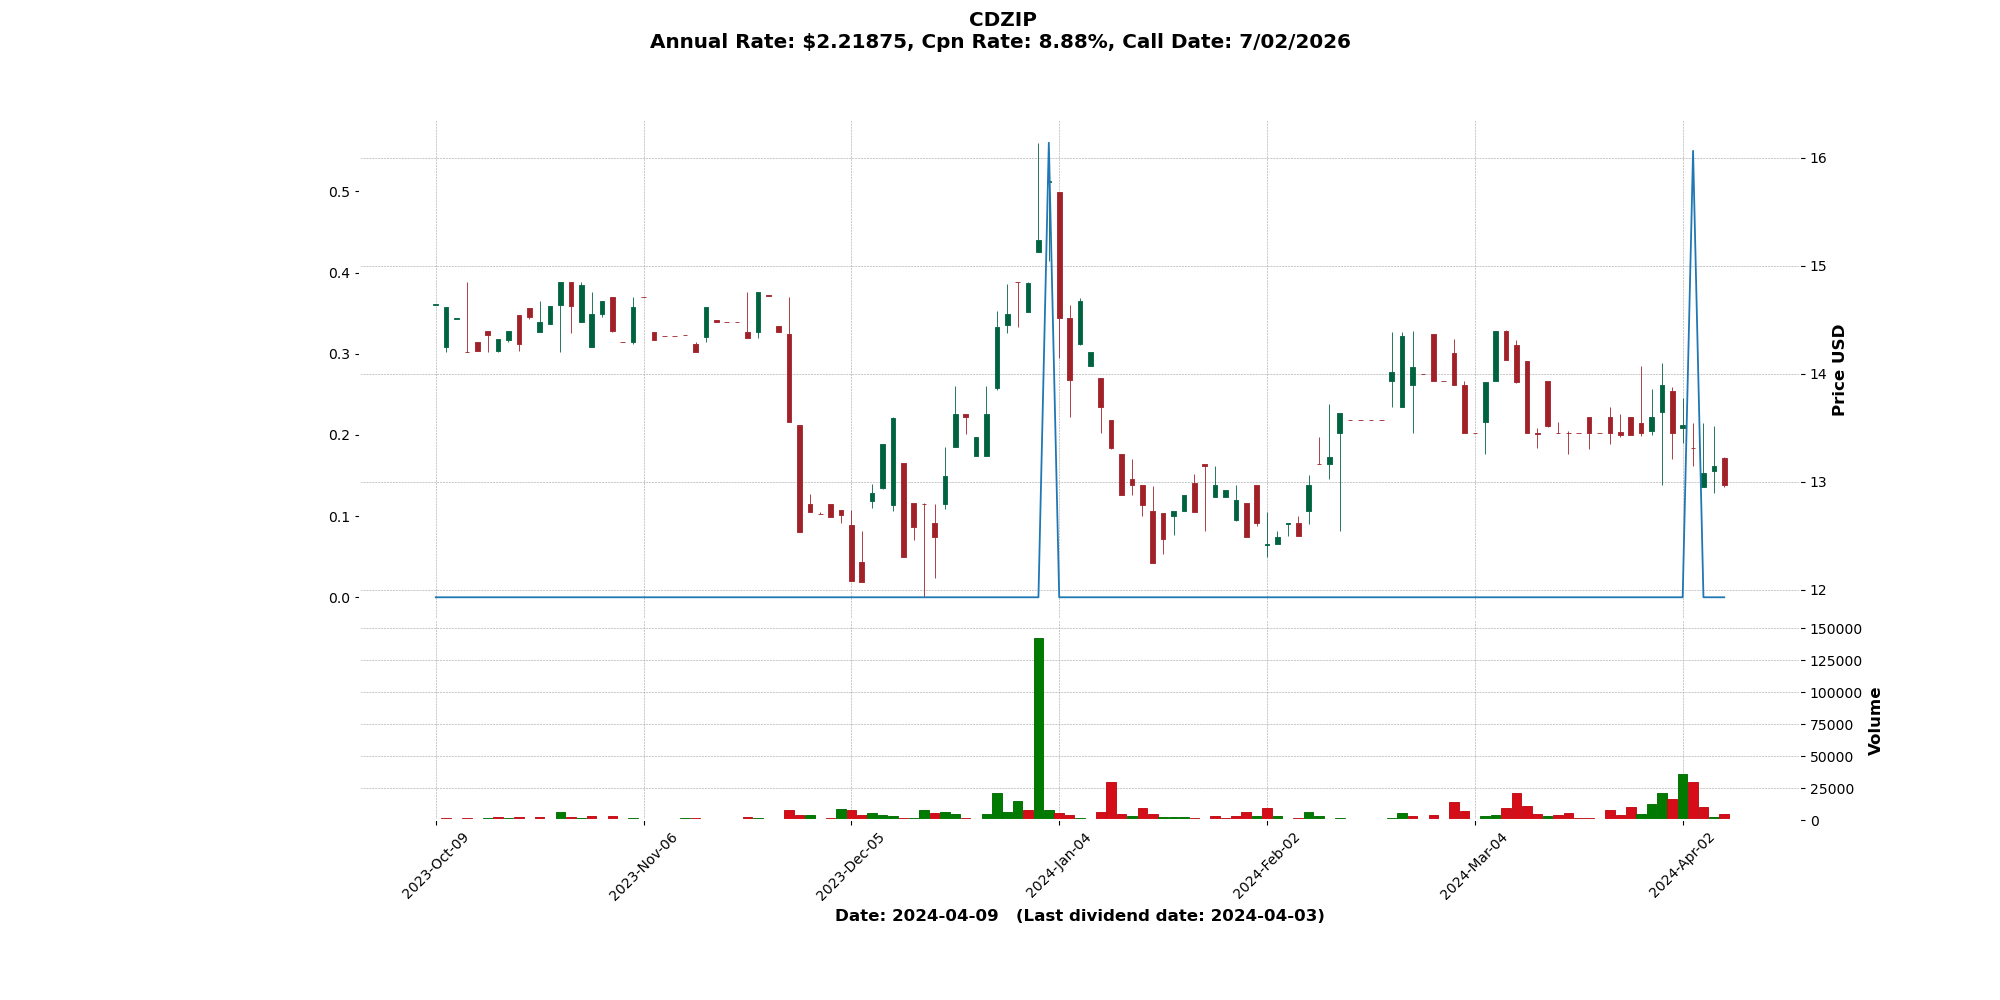 CDZIP
Annual Rate: $2.21875, Cpn Rate: 8.88%, Call Date: 7/02/2026
0.5
0.4
0.3
0.2
0.1
0.0
16
15
14
13
12
Price USD
150000
125000
100000
75000
50000
25000
0
Volume
2023-Oct-09
2023-Nov-06
2023-Dec-05
2024-Jan-04
2024-Feb-02
2024-Mar-04
2024-Apr-02
Date: 2024-04-09 (Last dividend date: 2024-04-03)